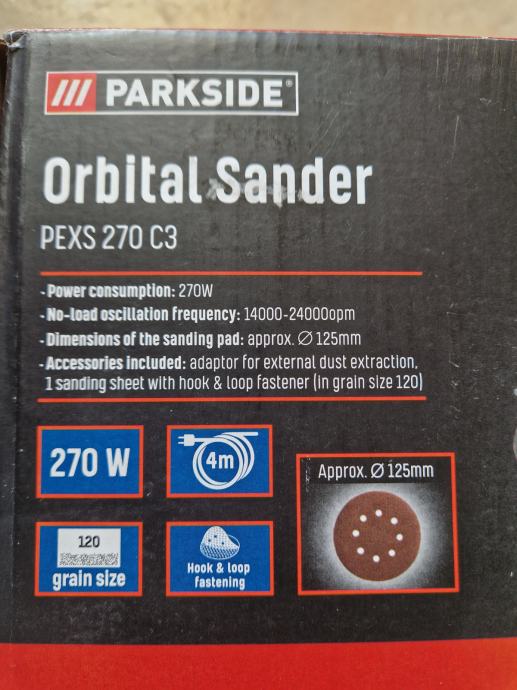 PARKSIDE®
Orbital Sander
PEXS 270 C3
- Power consumption: 270W
- No-load oscillation frequency: 14000-24000opm
- Dimensions of the sanding pad: approx. Ø 125mm
- Accessories included: adaptor for external dust extraction,
1 sanding sheet with hook & loop fastener (in grain size 120)
270 W
4m
Approx. Ø 125mm
120
grain size
Hook & loop
fastening